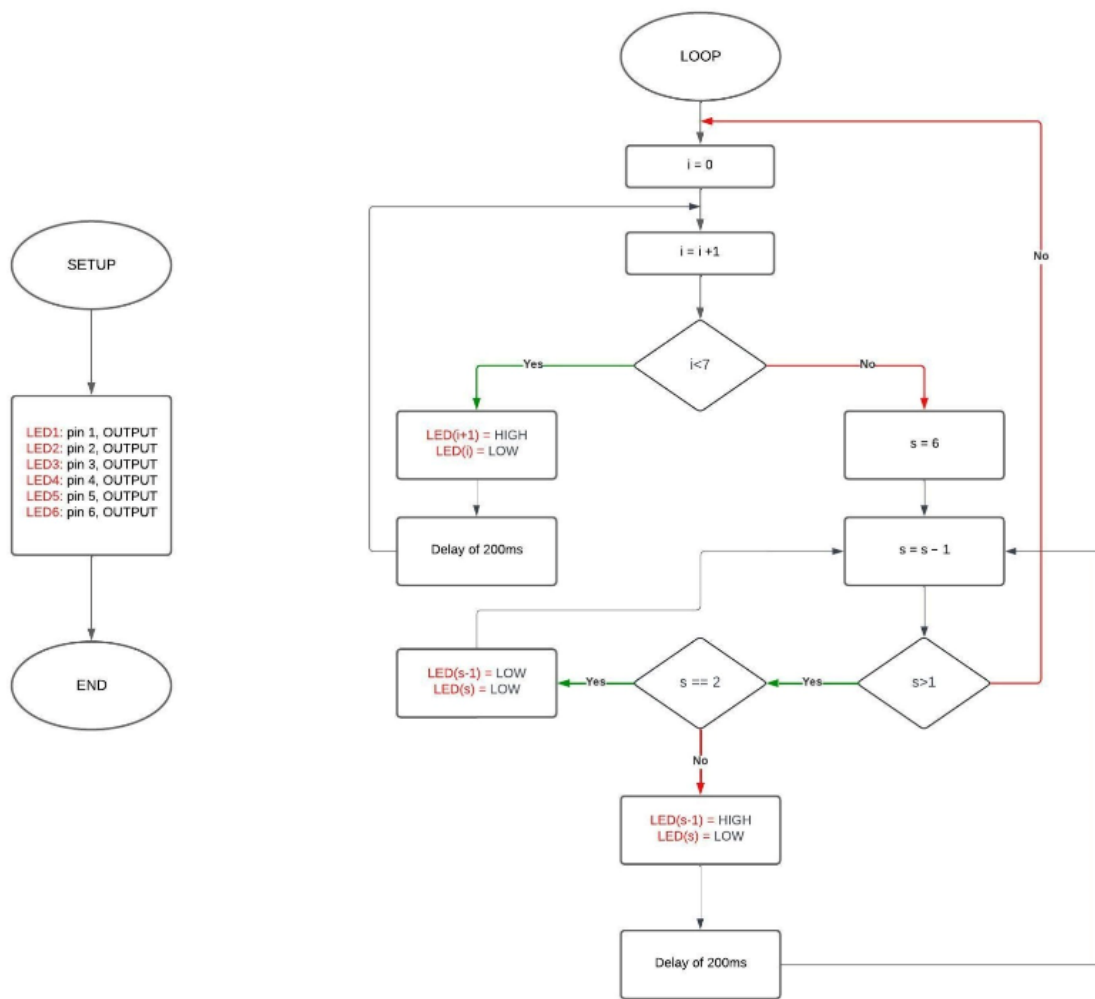 SETUP
LED1: pin 1, OUTPUT
LED2: pin 2, OUTPUT
LED3: pin 3, OUTPUT
LED4: pin 4, OUTPUT
LED5: pin 5, OUTPUT
LED6: pin 6, OUTPUT
END
LOOP
i = 0
i = i +1
i<7
Yes
No
LED(i+1) = HIGH
LED(i) = LOW
Delay of 200ms
s = 6
s = s – 1
s>1
No
Yes
s == 2
Yes
LED(s-1) = LOW
LED(s) = LOW
No
LED(s-1) = HIGH
LED(s) = LOW
Delay of 200ms